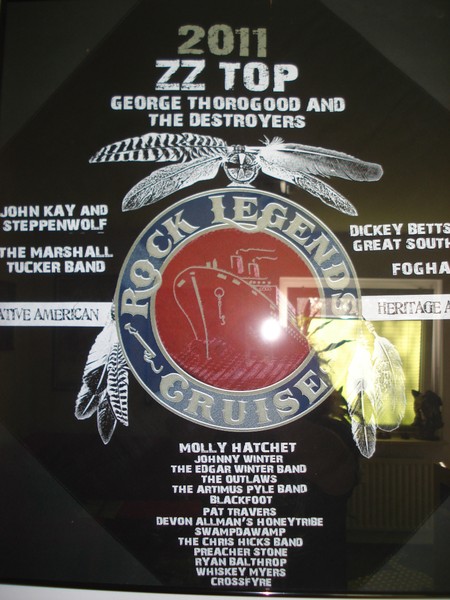 2011
ZZ TOP
GEORGE THOROGOOD AND
THE DESTROYERS
JOHN KAY AND
STEPPENWOLF
THE MARSHALL
TUCKER BAND
DICKEY BETTS
GREAT SOUTH
FOGHA
ATIVE AMERICAN
HERITAGE A
ROCK LEGENDS
CRUISE
MOLLY HATCHET
JOHNNY WINTER
THE EDGAR WINTER BAND
THE OUTLAWS
THE ARTIMUS PYLE BAND
BLACKFOOT
PAT TRAVERS
DEVON ALLMAN'S HONEYTRIBE
SWAMPDAWAMP
THE CHRIS HICKS BAND
PREACHER STONE
RYAN BALTHROP
WHISKEY MYERS
CROSSFYRE